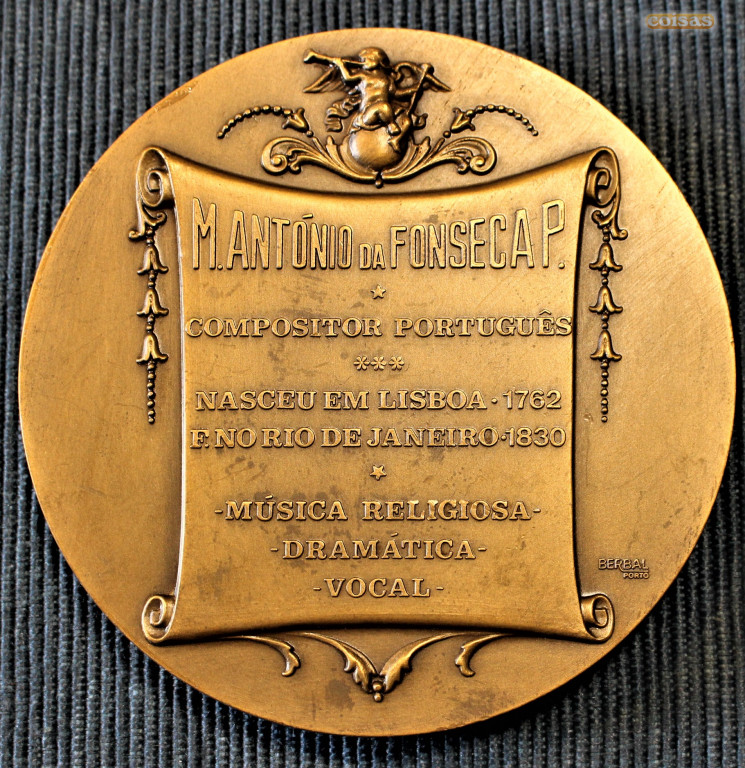 coisas
M. ANTÓNIO DA FONSECA P.
COMPOSITOR PORTUGUÊS
NASCEU EM LISBOA · 1762
F. NO RIO DE JANEIRO · 1830
- MÚSICA RELIGIOSA -
- DRAMÁTICA -
- VOCAL -
BERBAL
PORTO